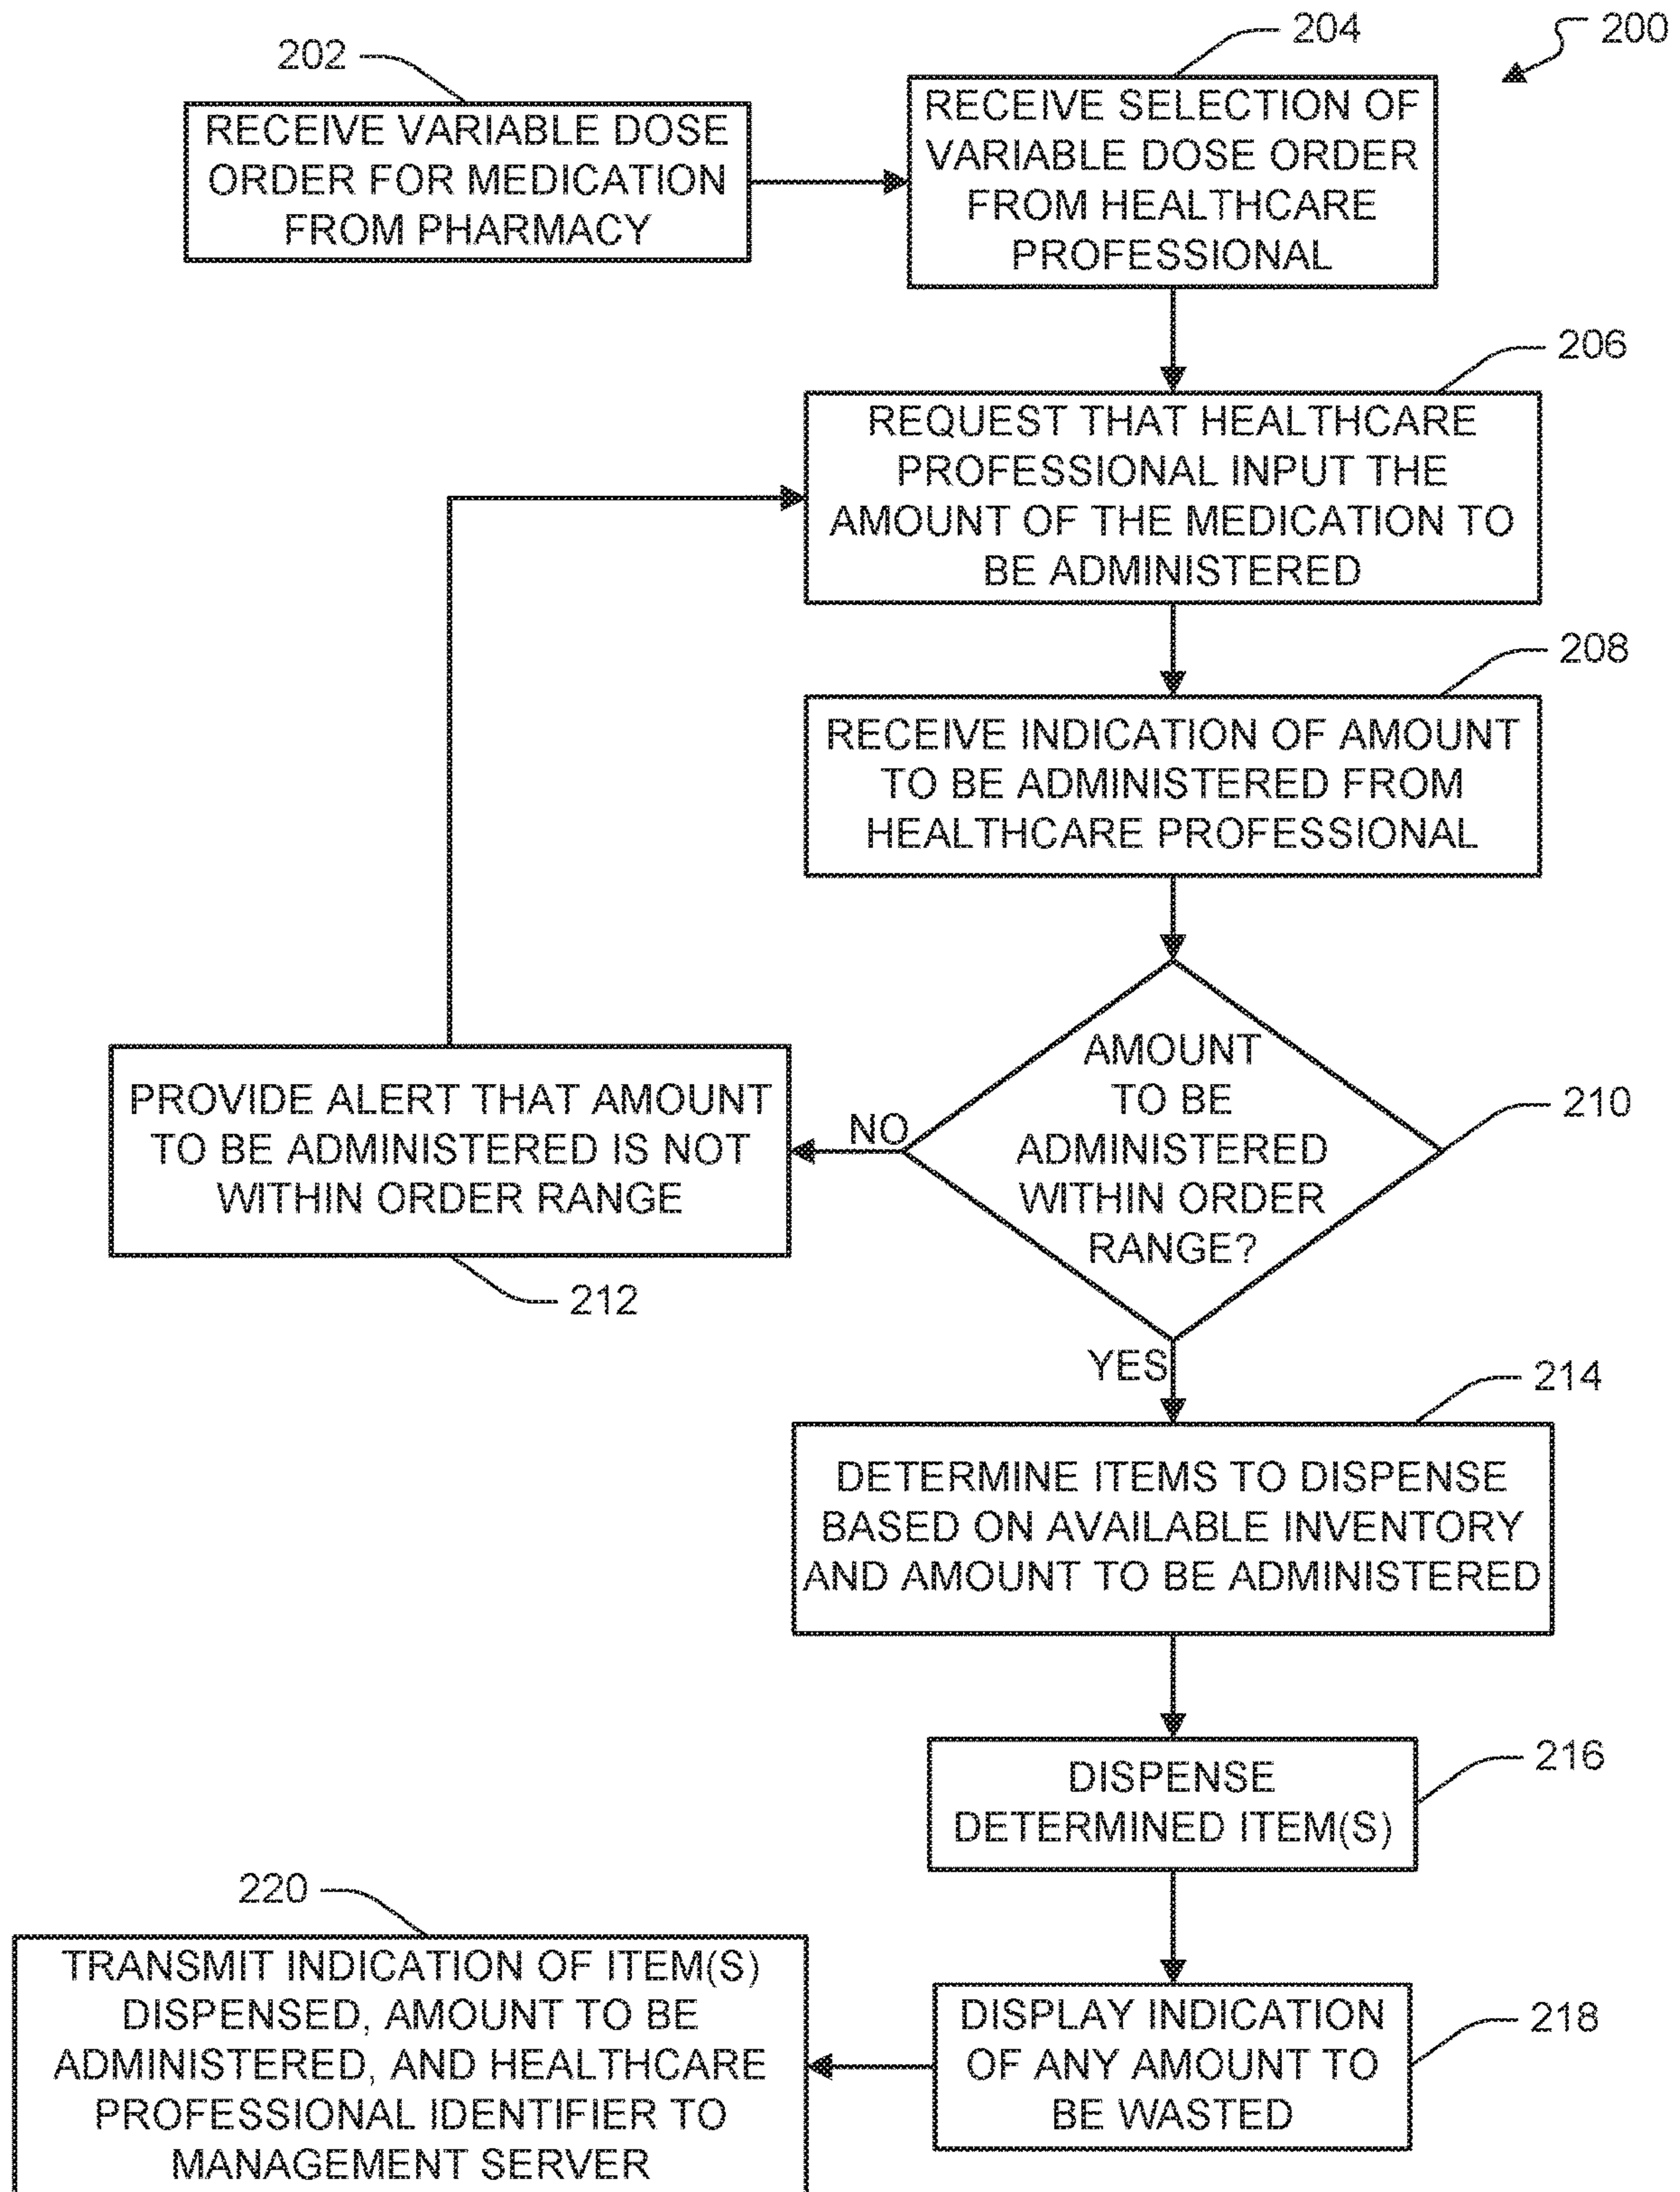 200
202
RECEIVE VARIABLE DOSE
ORDER FOR MEDICATION
FROM PHARMACY
204
RECEIVE SELECTION OF
VARIABLE DOSE ORDER
FROM HEALTHCARE
PROFESSIONAL
206
REQUEST THAT HEALTHCARE
PROFESSIONAL INPUT THE
AMOUNT OF THE MEDICATION TO
BE ADMINISTERED
208
RECEIVE INDICATION OF AMOUNT
TO BE ADMINISTERED FROM
HEALTHCARE PROFESSIONAL
AMOUNT
TO BE
ADMINISTERED
WITHIN ORDER
RANGE?
210
NO
PROVIDE ALERT THAT AMOUNT
TO BE ADMINISTERED IS NOT
WITHIN ORDER RANGE
212
YES
214
DETERMINE ITEMS TO DISPENSE
BASED ON AVAILABLE INVENTORY
AND AMOUNT TO BE ADMINISTERED
216
DISPENSE
DETERMINED ITEM(S)
218
DISPLAY INDICATION
OF ANY AMOUNT TO
BE WASTED
220
TRANSMIT INDICATION OF ITEM(S)
DISPENSED, AMOUNT TO BE
ADMINISTERED, AND HEALTHCARE
PROFESSIONAL IDENTIFIER TO
MANAGEMENT SERVER